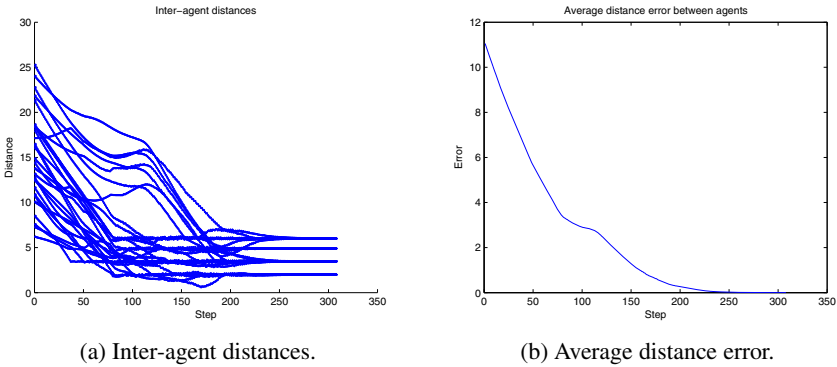 Inter−agent distances
30
25
20
15
10
5
0
Distance
0 50 100 150 200 250 300 350
Step
(a) Inter-agent distances.
Average distance error between agents
12
10
8
6
4
2
0
Error
0 50 100 150 200 250 300 350
Step
(b) Average distance error.